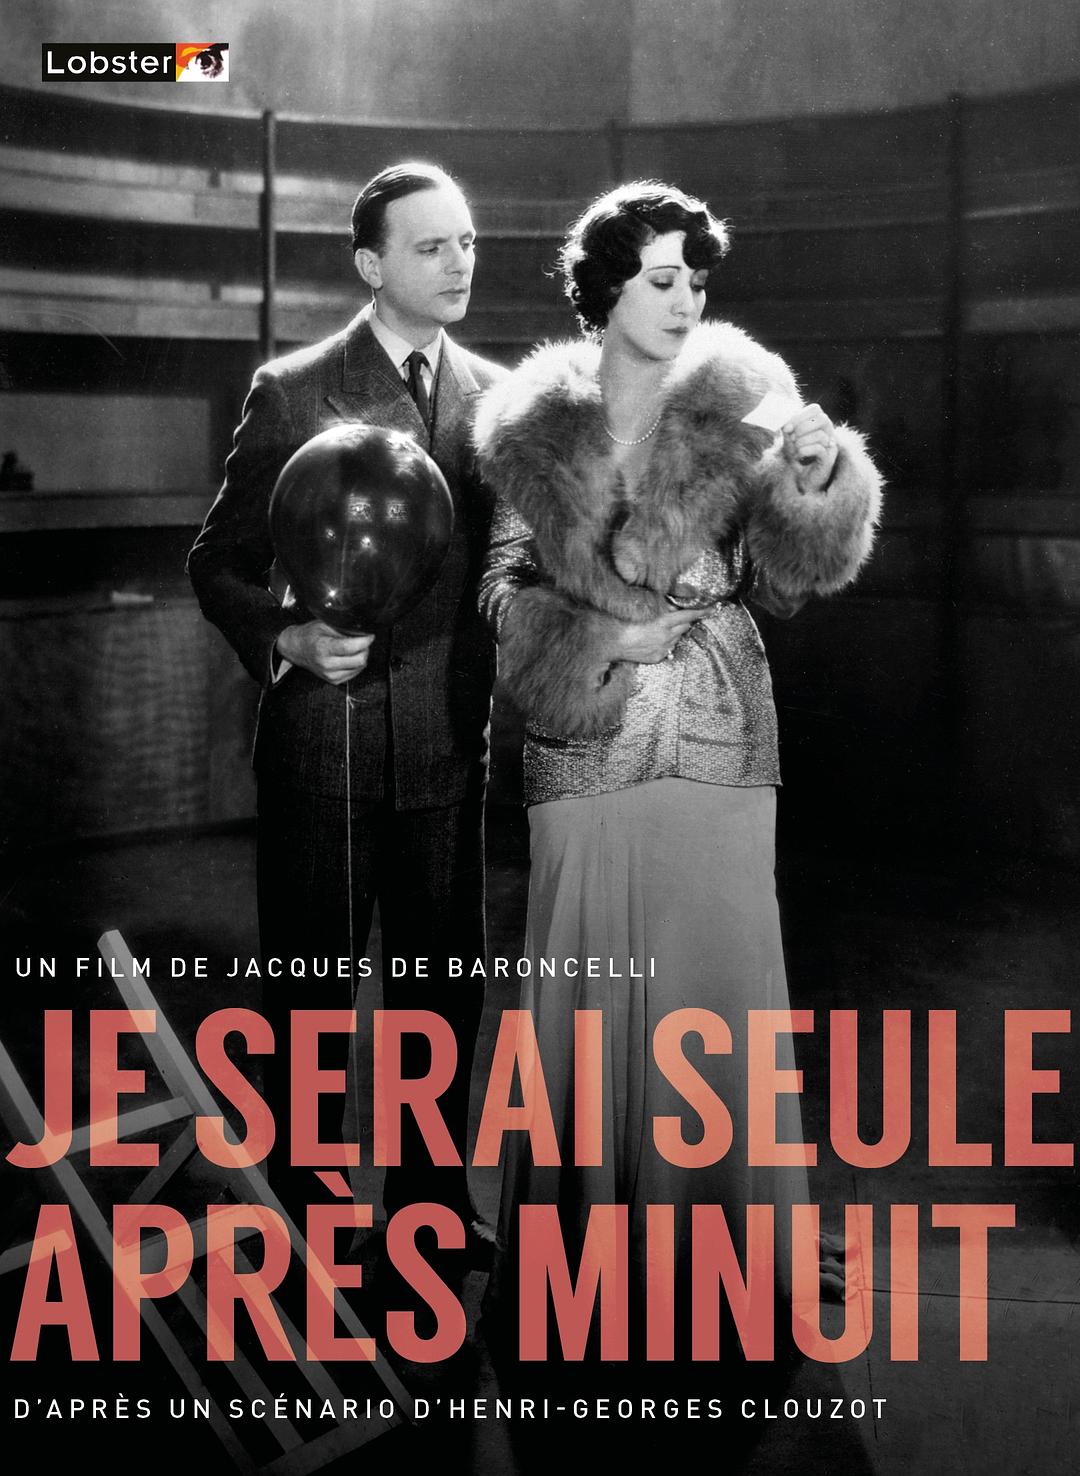 Lobster
UN FILM DE JACQUES DE BARONCELLI
JE SERAI SEULE
APRÈS MINUIT
D'APRÈS UN SCÉNARIO D'HENRI-GEORGES CLOUZOT